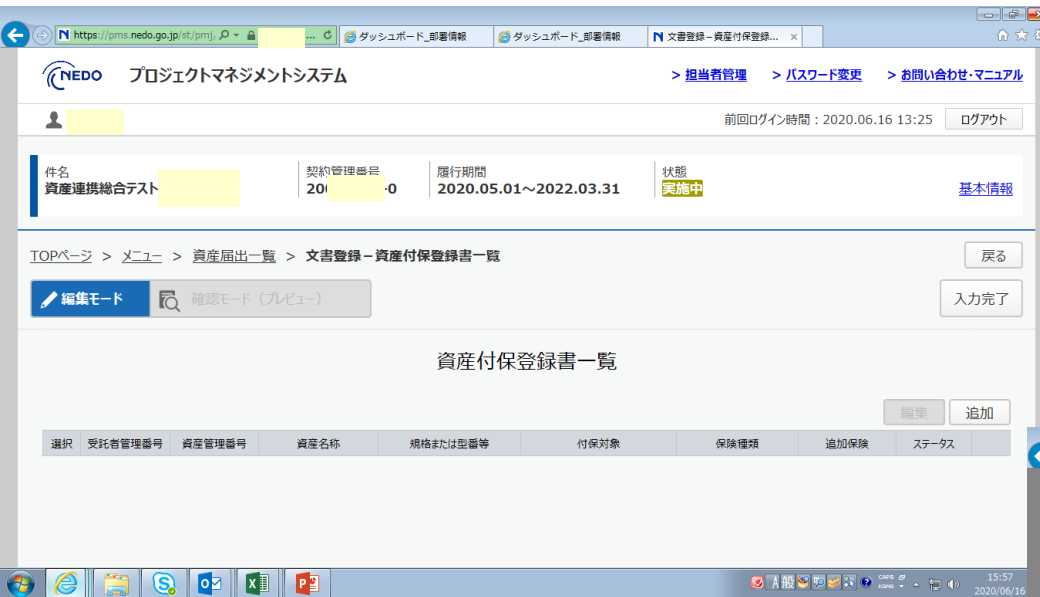 https://pms.nedo.go.jp/st/pmj, ... ダッシュボード_部署情報 ダッシュボード_部署情報 文書登録－資産付保登録... ×
NEDO プロジェクトマネジメントシステム > 担当者管理 > パスワード変更 > お問い合わせ・マニュアル
前回ログイン時間：2020.06.16 13:25 ログアウト
件名 契約管理番号 履行期間 状態
資産連携総合テスト 20 -0 2020.05.01～2022.03.31 実施中 基本情報
TOPページ > メニュー > 資産届出一覧 > 文書登録－資産付保登録書一覧 戻る
編集モード 確認モード（プレビュー） 入力完了
資産付保登録書一覧
編集 追加
選択 受託者管理番号 資産管理番号 資産名称 規格または型番等 付保対象 保険種類 追加保険 ステータス
A 般 CAPS KANA 15:57
2020/06/16